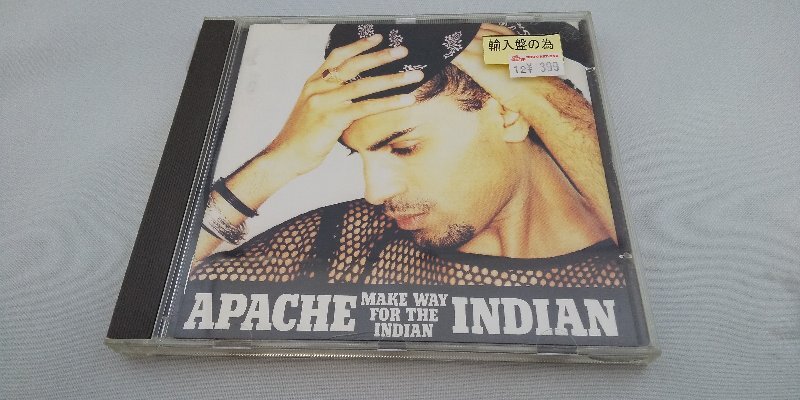 輸入盤の為
12¥ 399
APACHE
MAKE WAY
FOR THE
INDIAN
INDIAN